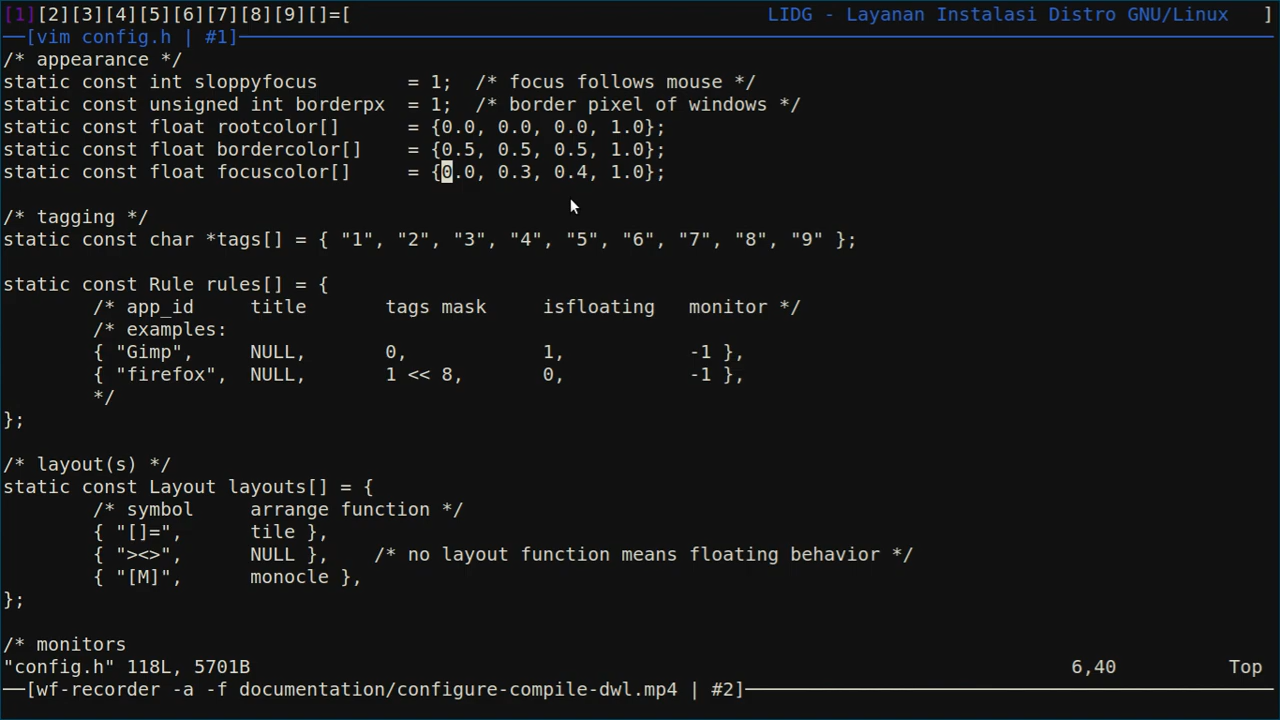 [1][2][3][4][5][6][7][8][9][]=[ LIDG - Layanan Instalasi Distro GNU/Linux ]
──[vim config.h | #1]
/* appearance */
static const int sloppyfocus        = 1;  /* focus follows mouse */
static const unsigned int borderpx  = 1;  /* border pixel of windows */
static const float rootcolor[]      = {0.0, 0.0, 0.0, 1.0};
static const float bordercolor[]    = {0.5, 0.5, 0.5, 1.0};
static const float focuscolor[]     = {0.0, 0.3, 0.4, 1.0};
/* tagging */
static const char *tags[] = { "1", "2", "3", "4", "5", "6", "7", "8", "9" };
static const Rule rules[] = {
        /* app_id     title       tags mask     isfloating   monitor */
        /* examples:
        { "Gimp",     NULL,       0,            1,           -1 },
        { "firefox",  NULL,       1 << 8,       0,           -1 },
        */
};
/* layout(s) */
static const Layout layouts[] = {
        /* symbol     arrange function */
        { "[]=",      tile },
        { "><>",      NULL },    /* no layout function means floating behavior */
        { "[M]",      monocle },
};
/* monitors
"config.h" 118L, 5701B 6,40 Top
──[wf-recorder -a -f documentation/configure-compile-dwl.mp4 | #2]